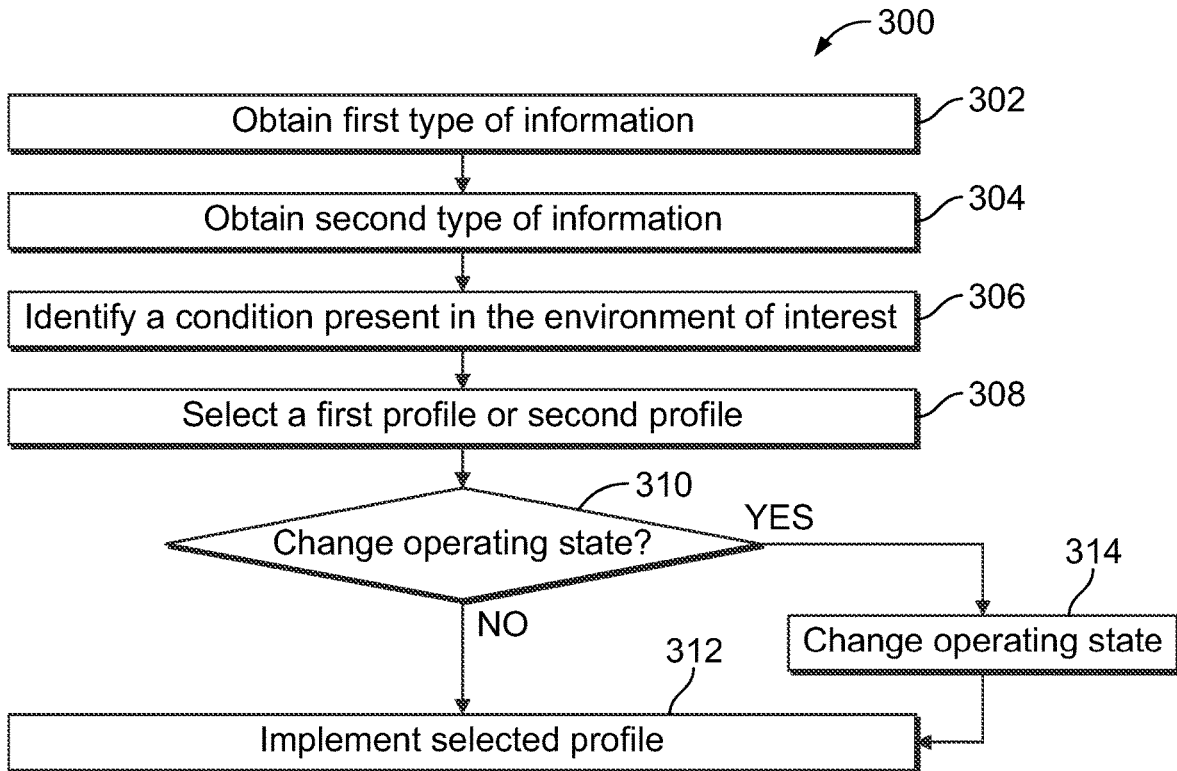 300
Obtain first type of information
302
Obtain second type of information
304
Identify a condition present in the environment of interest
306
Select a first profile or second profile
308
310
Change operating state?
YES
NO
314
Change operating state
312
Implement selected profile